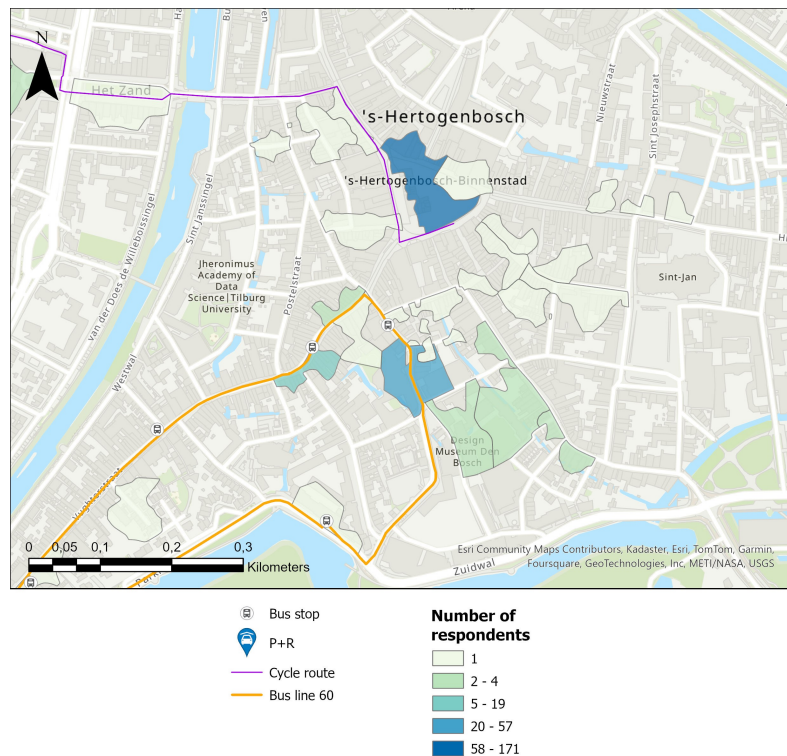 N
Het Zand
's-Hertogenbosch
's-Hertogenbosch-Binnenstad
Nieuwstraat
Sint Josephstraat
Sint Janssingel
van der Does de Willeboissingel
Jheronimus
Academy of
Data
Science|Tilburg
University
Postelstraat
Sint-Jan
Westwal
Design
Museum Den
Bosch
Vughterstraat
0 0,05 0,1 0,2 0,3
Kilometers
Zuidwal
Esri Community Maps Contributors, Kadaster, Esri, TomTom, Garmin,
Foursquare, GeoTechnologies, Inc, METI/NASA, USGS
Bus stop
P+R
Cycle route
Bus line 60
Number of
respondents
1
2 - 4
5 - 19
20 - 57
58 - 171